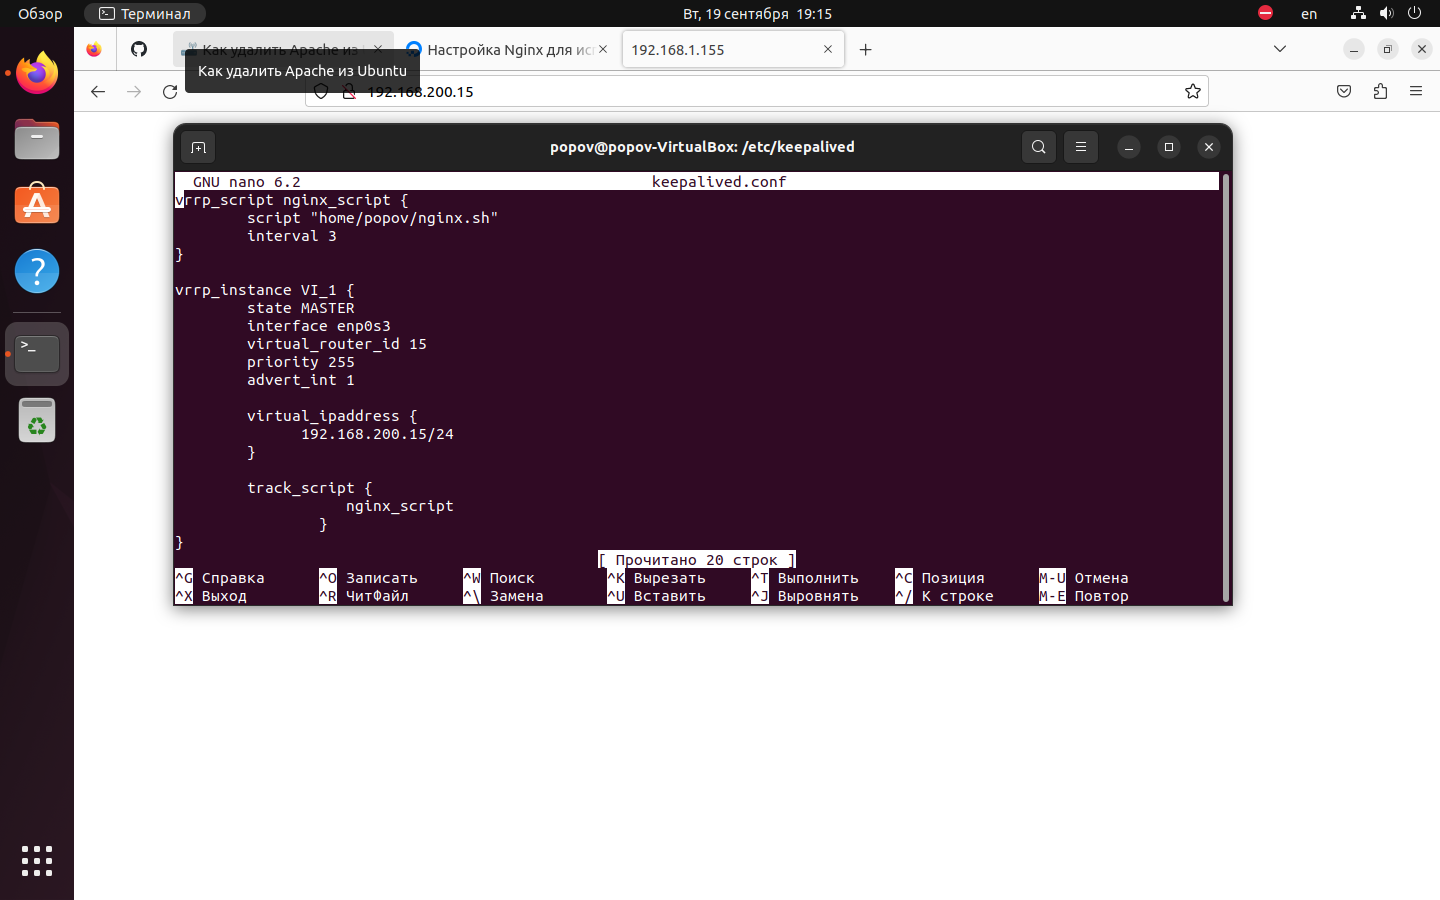 Обзор
Терминал
Вт, 19 сентября 19:15
en
Как удалить Apache из
Настройка Nginx для исп
192.168.1.155
Как удалить Apache из Ubuntu
192.168.200.15
popov@popov-VirtualBox: /etc/keepalived
GNU nano 6.2 keepalived.conf
vrrp_script nginx_script {
script "home/popov/nginx.sh"
interval 3
}
vrrp_instance VI_1 {
state MASTER
interface enp0s3
virtual_router_id 15
priority 255
advert_int 1
virtual_ipaddress {
192.168.200.15/24
}
track_script {
nginx_script
}
}
[ Прочитано 20 строк ]
^G Справка ^O Записать ^W Поиск ^K Вырезать ^T Выполнить ^C Позиция M-U Отмена
^X Выход ^R ЧитФайл ^\ Замена ^U Вставить ^J Выровнять ^/ К строке M-E Повтор